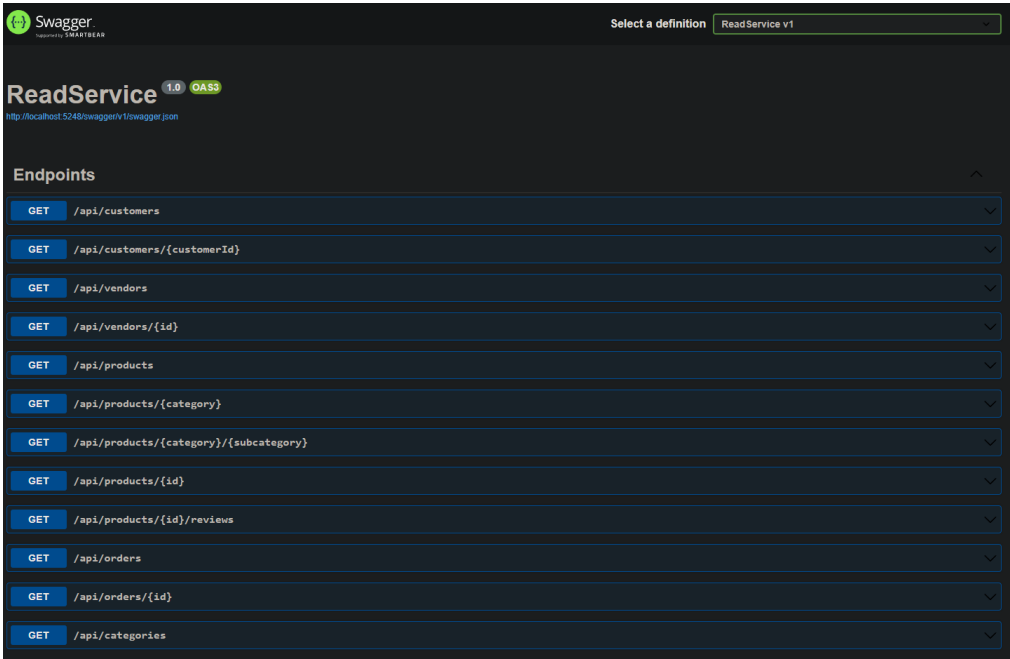 Swagger.
Supported by SMARTBEAR
Select a definition
ReadService v1
ReadService 1.0 OAS3
http://localhost:5248/swagger/v1/swagger.json
Endpoints
GET /api/customers
GET /api/customers/{customerId}
GET /api/vendors
GET /api/vendors/{id}
GET /api/products
GET /api/products/{category}
GET /api/products/{category}/{subcategory}
GET /api/products/{id}
GET /api/products/{id}/reviews
GET /api/orders
GET /api/orders/{id}
GET /api/categories